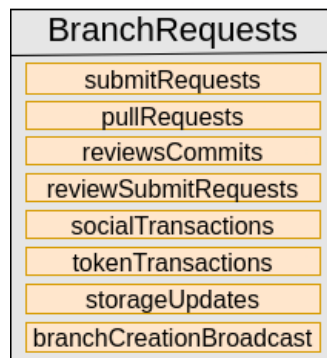 BranchRequests
submitRequests
pullRequests
reviewsCommits
reviewSubmitRequests
socialTransactions
tokenTransactions
storageUpdates
branchCreationBroadcast